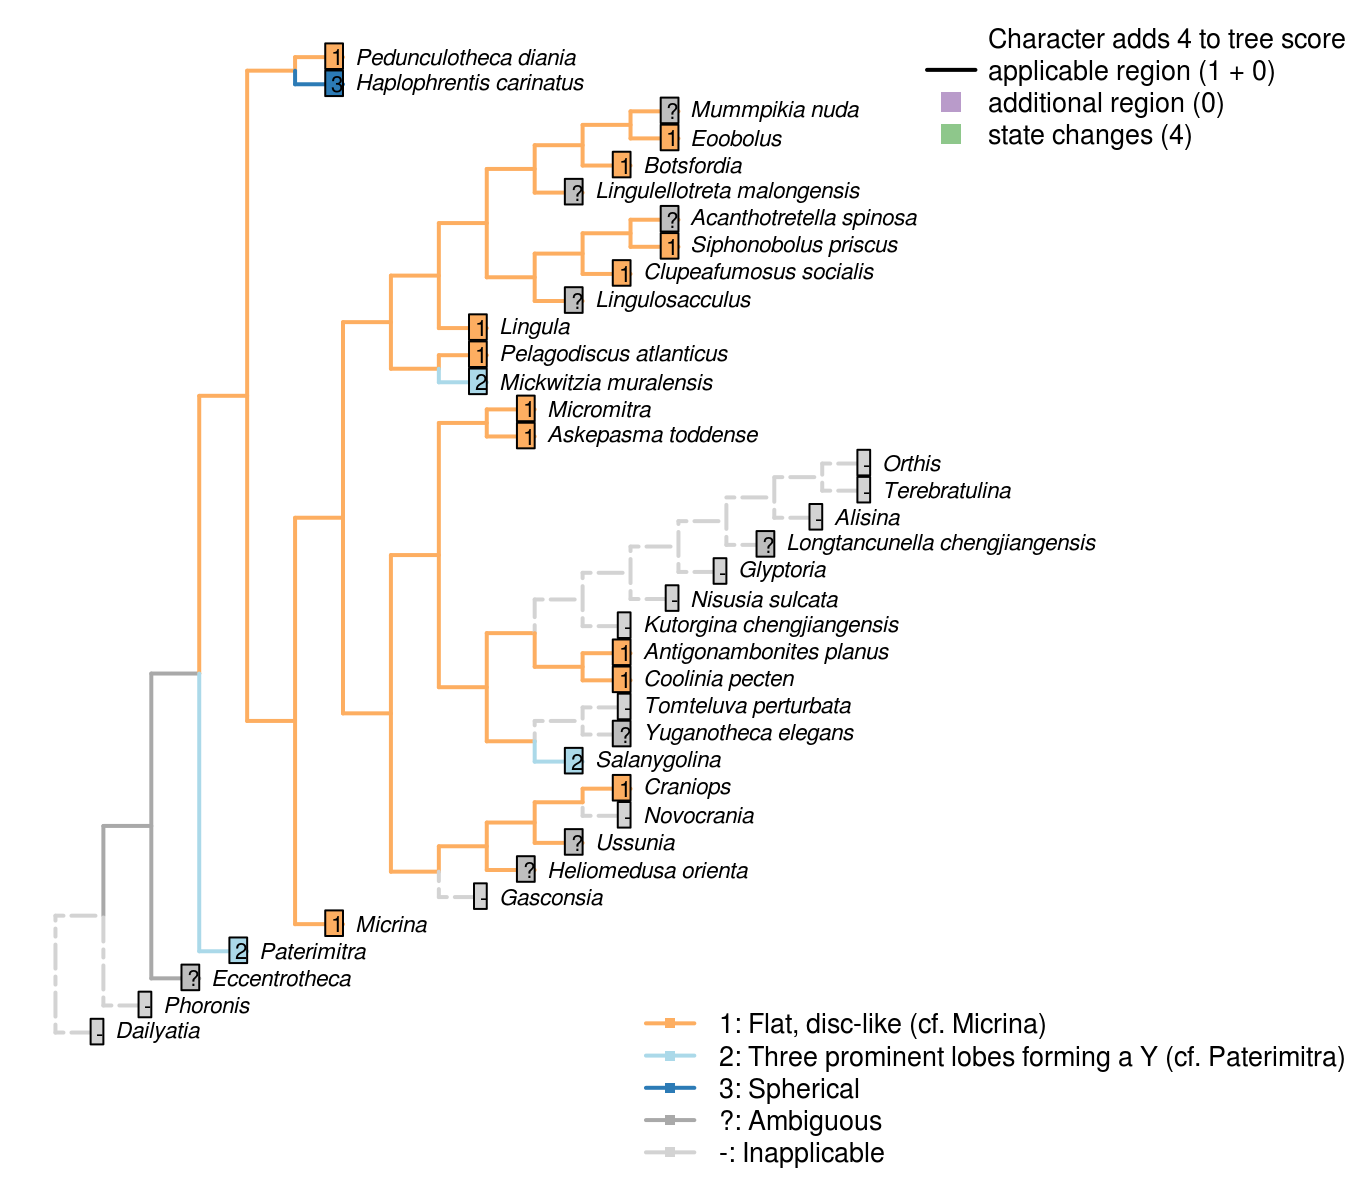 Character adds 4 to tree score
applicable region (1 + 0)
additional region (0)
state changes (4)
1 Pedunculotheca diania
3 Haplophrentis carinatus
? Mummpikia nuda
1 Eoobolus
1 Botsfordia
? Lingulellotreta malongensis
? Acanthotretella spinosa
1 Siphonobolus priscus
1 Clupeafumosus socialis
? Lingulosacculus
1 Lingula
1 Pelagodiscus atlanticus
2 Mickwitzia muralensis
1 Micromitra
1 Askepasma toddense
- Orthis
- Terebratulina
- Alisina
? Longtancunella chengjiangensis
- Glyptoria
- Nisusia sulcata
- Kutorgina chengjiangensis
1 Antigonambonites planus
1 Coolinia pecten
- Tomteluva perturbata
? Yuganotheca elegans
2 Salanygolina
1 Craniops
- Novocrania
? Ussunia
? Heliomedusa orienta
- Gasconsia
1 Micrina
2 Paterimitra
? Eccentrotheca
- Phoronis
- Dailyatia
1: Flat, disc-like (cf. Micrina)
2: Three prominent lobes forming a Y (cf. Paterimitra)
3: Spherical
?: Ambiguous
-: Inapplicable